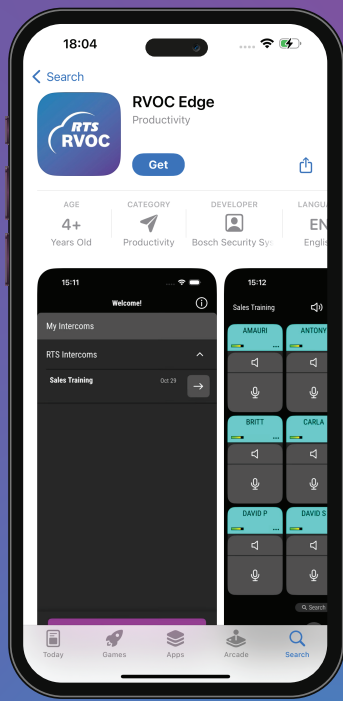 18:04
Search
RTS
RVOC
RVOC Edge
Productivity
Get
AGE
CATEGORY
DEVELOPER
LANGUA
4+
EN
Years Old
Productivity
Bosch Security Sys
Englis
15:11
Welcome!
My Intercoms
RTS Intercoms
Sales Training
Oct 29
15:12
Sales Training
AMAURI
ANTONY
BRITT
CARLA
DAVID P
DAVID S
Search
Today
Games
Apps
Arcade
Search